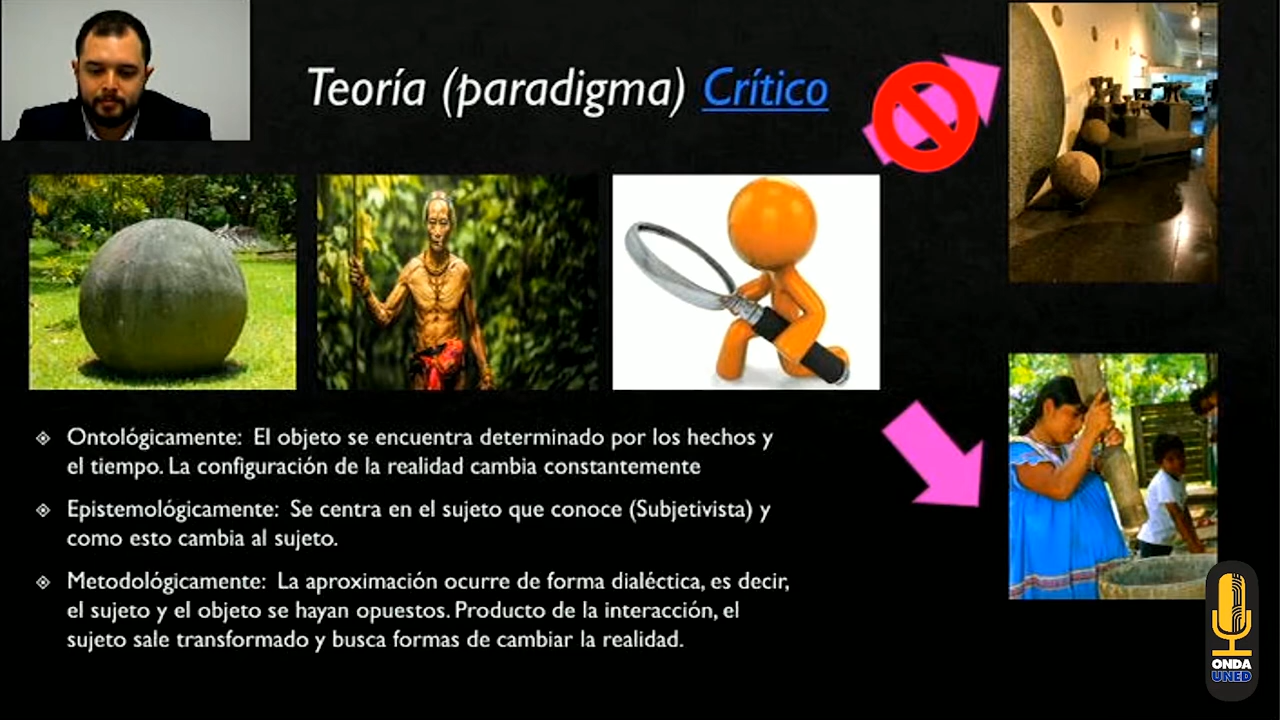 Teoría (paradigma) Crítico
Ontológicamente: El objeto se encuentra determinado por los hechos y
el tiempo. La configuración de la realidad cambia constantemente
Epistemológicamente: Se centra en el sujeto que conoce (Subjetivista) y
como esto cambia al sujeto.
Metodológicamente: La aproximación ocurre de forma dialéctica, es decir,
el sujeto y el objeto se hayan opuestos. Producto de la interacción, el
sujeto sale transformado y busca formas de cambiar la realidad.
ONDA
UNED